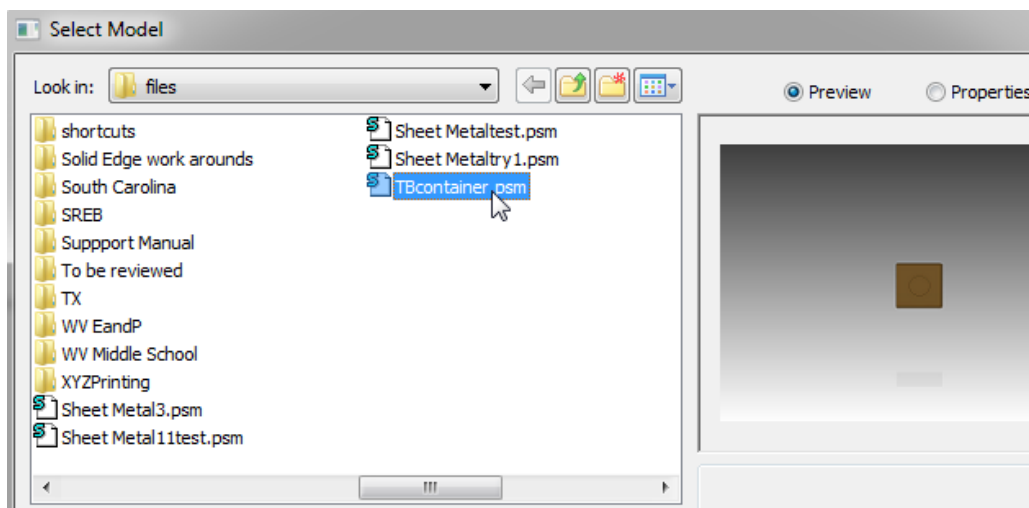 Select Model
Look in: files
Preview Properties
shortcuts
Solid Edge work arounds
South Carolina
SREB
Suppport Manual
To be reviewed
TX
WV EandP
WV Middle School
XYZPrinting
Sheet Metal3.psm
Sheet Metal11test.psm
Sheet Metaltest.psm
Sheet Metaltry1.psm
TBcontainer.psm